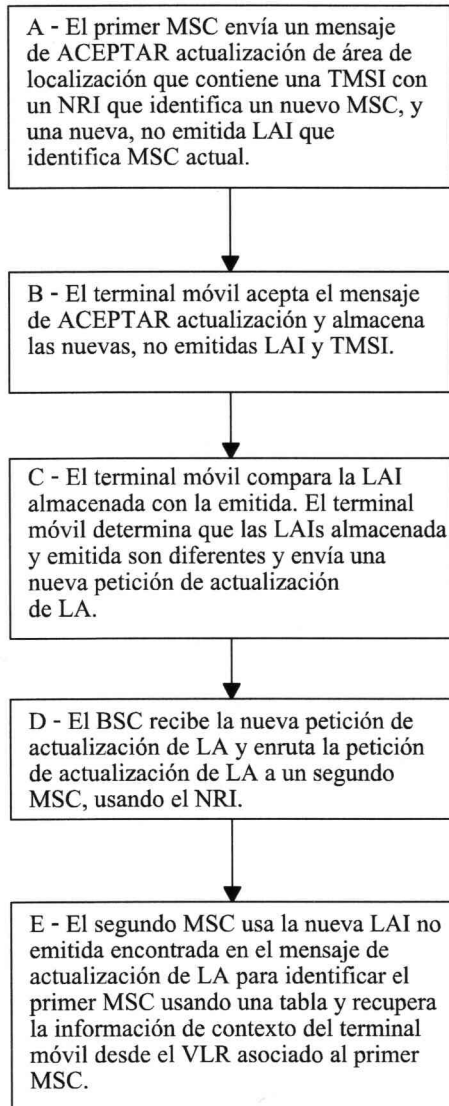 A - El primer MSC envía un mensaje
de ACEPTAR actualización de área de
localización que contiene una TMSI con
un NRI que identifica un nuevo MSC, y
una nueva, no emitida LAI que
identifica MSC actual.
B - El terminal móvil acepta el mensaje
de ACEPTAR actualización y almacena
las nuevas, no emitidas LAI y TMSI.
C - El terminal móvil compara la LAI
almacenada con la emitida. El terminal
móvil determina que las LAIs almacenada
y emitida son diferentes y envía una
nueva petición de actualización
de LA.
D - El BSC recibe la nueva petición de
actualización de LA y enruta la petición
de actualización de LA a un segundo
MSC, usando el NRI.
E - El segundo MSC usa la nueva LAI no
emitida encontrada en el mensaje de
actualización de LA para identificar el
primer MSC usando una tabla y recupera
la información de contexto del terminal
móvil desde el VLR asociado al primer
MSC.